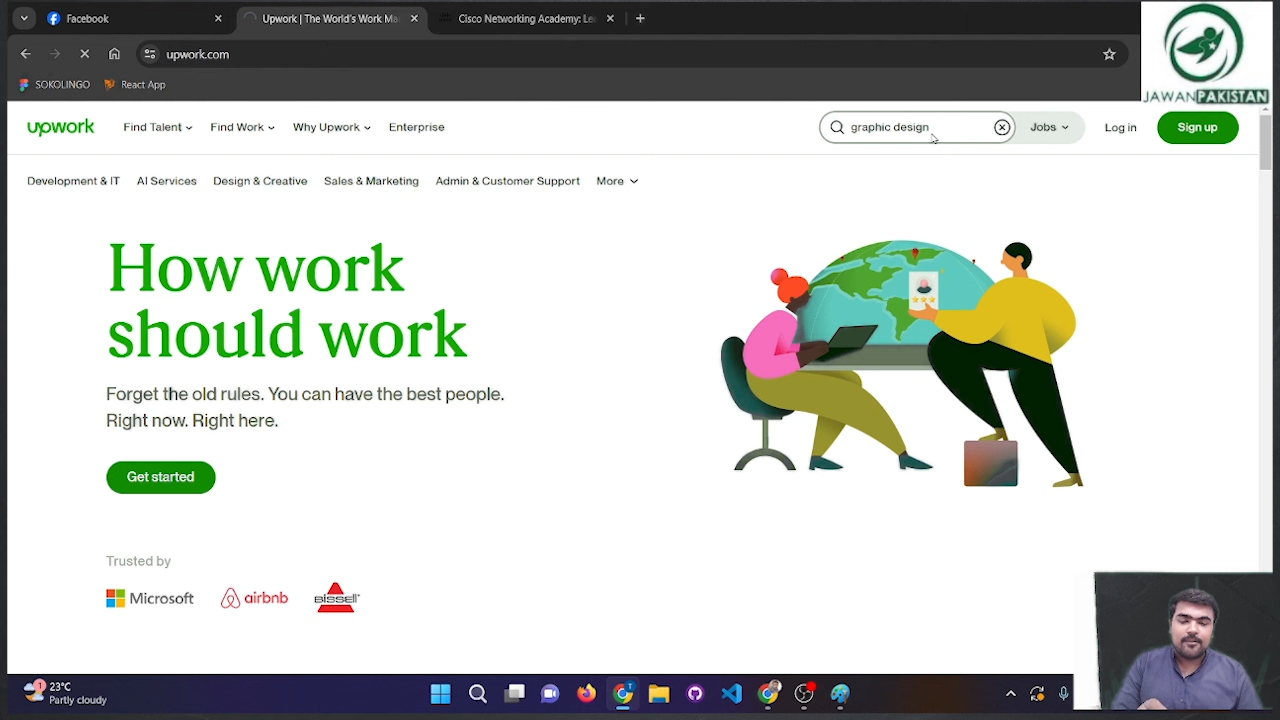 Facebook
Upwork | The World's Work Ma
Cisco Networking Academy: Le
upwork.com
SOKOLINGO
React App
JAWANPAKISTAN
upwork
Find Talent
Find Work
Why Upwork
Enterprise
graphic design
Jobs
Log in
Sign up
Development & IT
AI Services
Design & Creative
Sales & Marketing
Admin & Customer Support
More
How work
should work
Forget the old rules. You can have the best people.
Right now. Right here.
Get started
Trusted by
Microsoft
airbnb
BISSELL
1
23°C
Partly cloudy